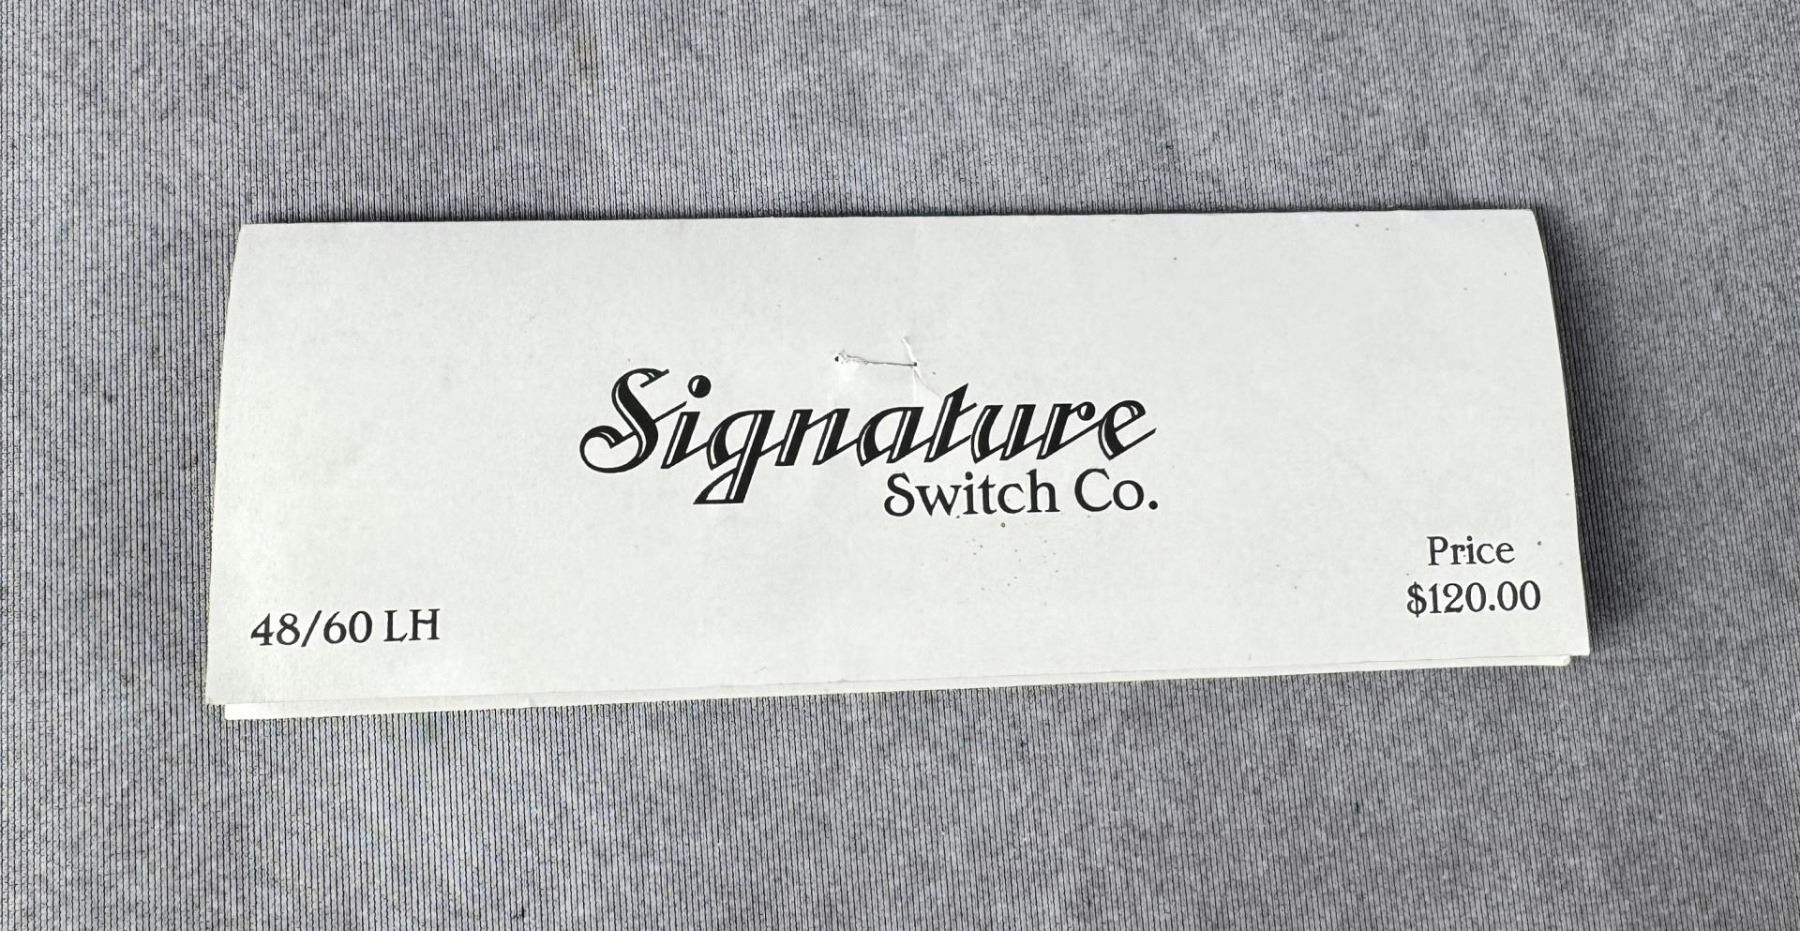 Signature
Switch Co.
Price
$120.00
48/60 LH